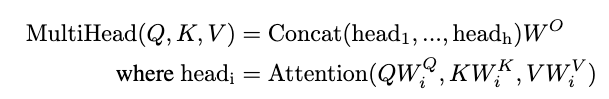 MultiHead(Q, K, V) = Concat(head₁, ..., headₕ)W^O
where headᵢ = Attention(QWᵢ^Q, KWᵢ^K, VWᵢ^V)